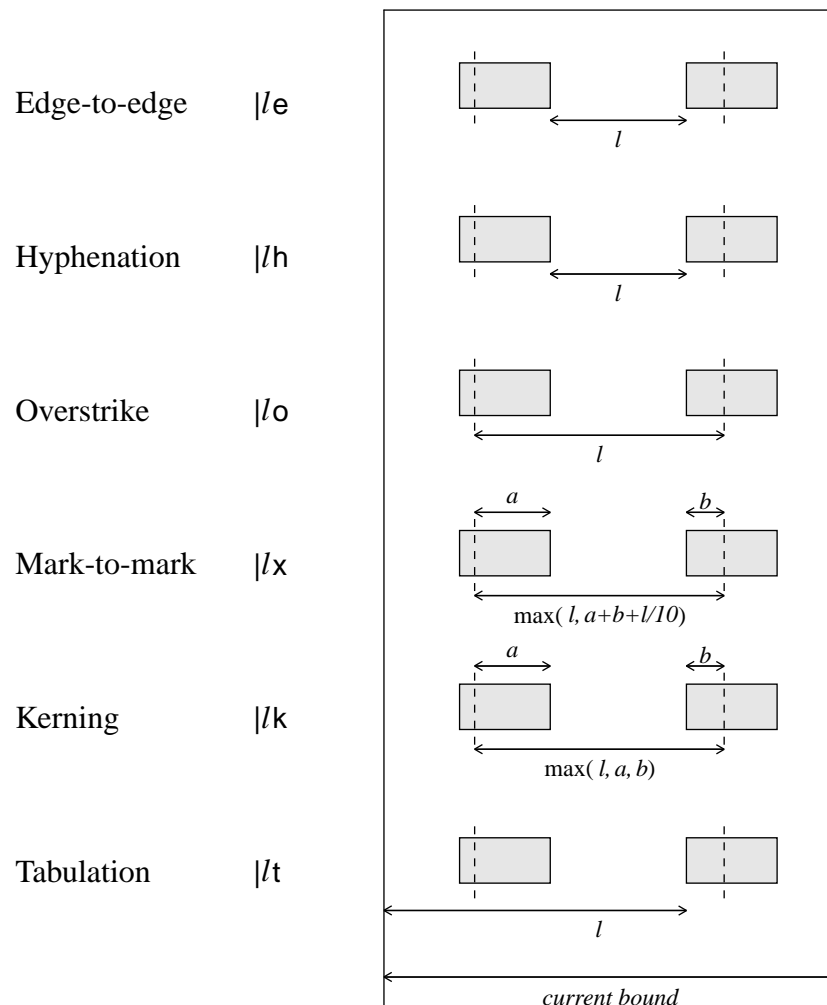 Edge-to-edge |le
l
Hyphenation |lh
l
Overstrike |lo
l
a b
Mark-to-mark |lx
max( l, a+b+l/10)
a b
Kerning |lk
max( l, a, b)
Tabulation |lt
l
current bound